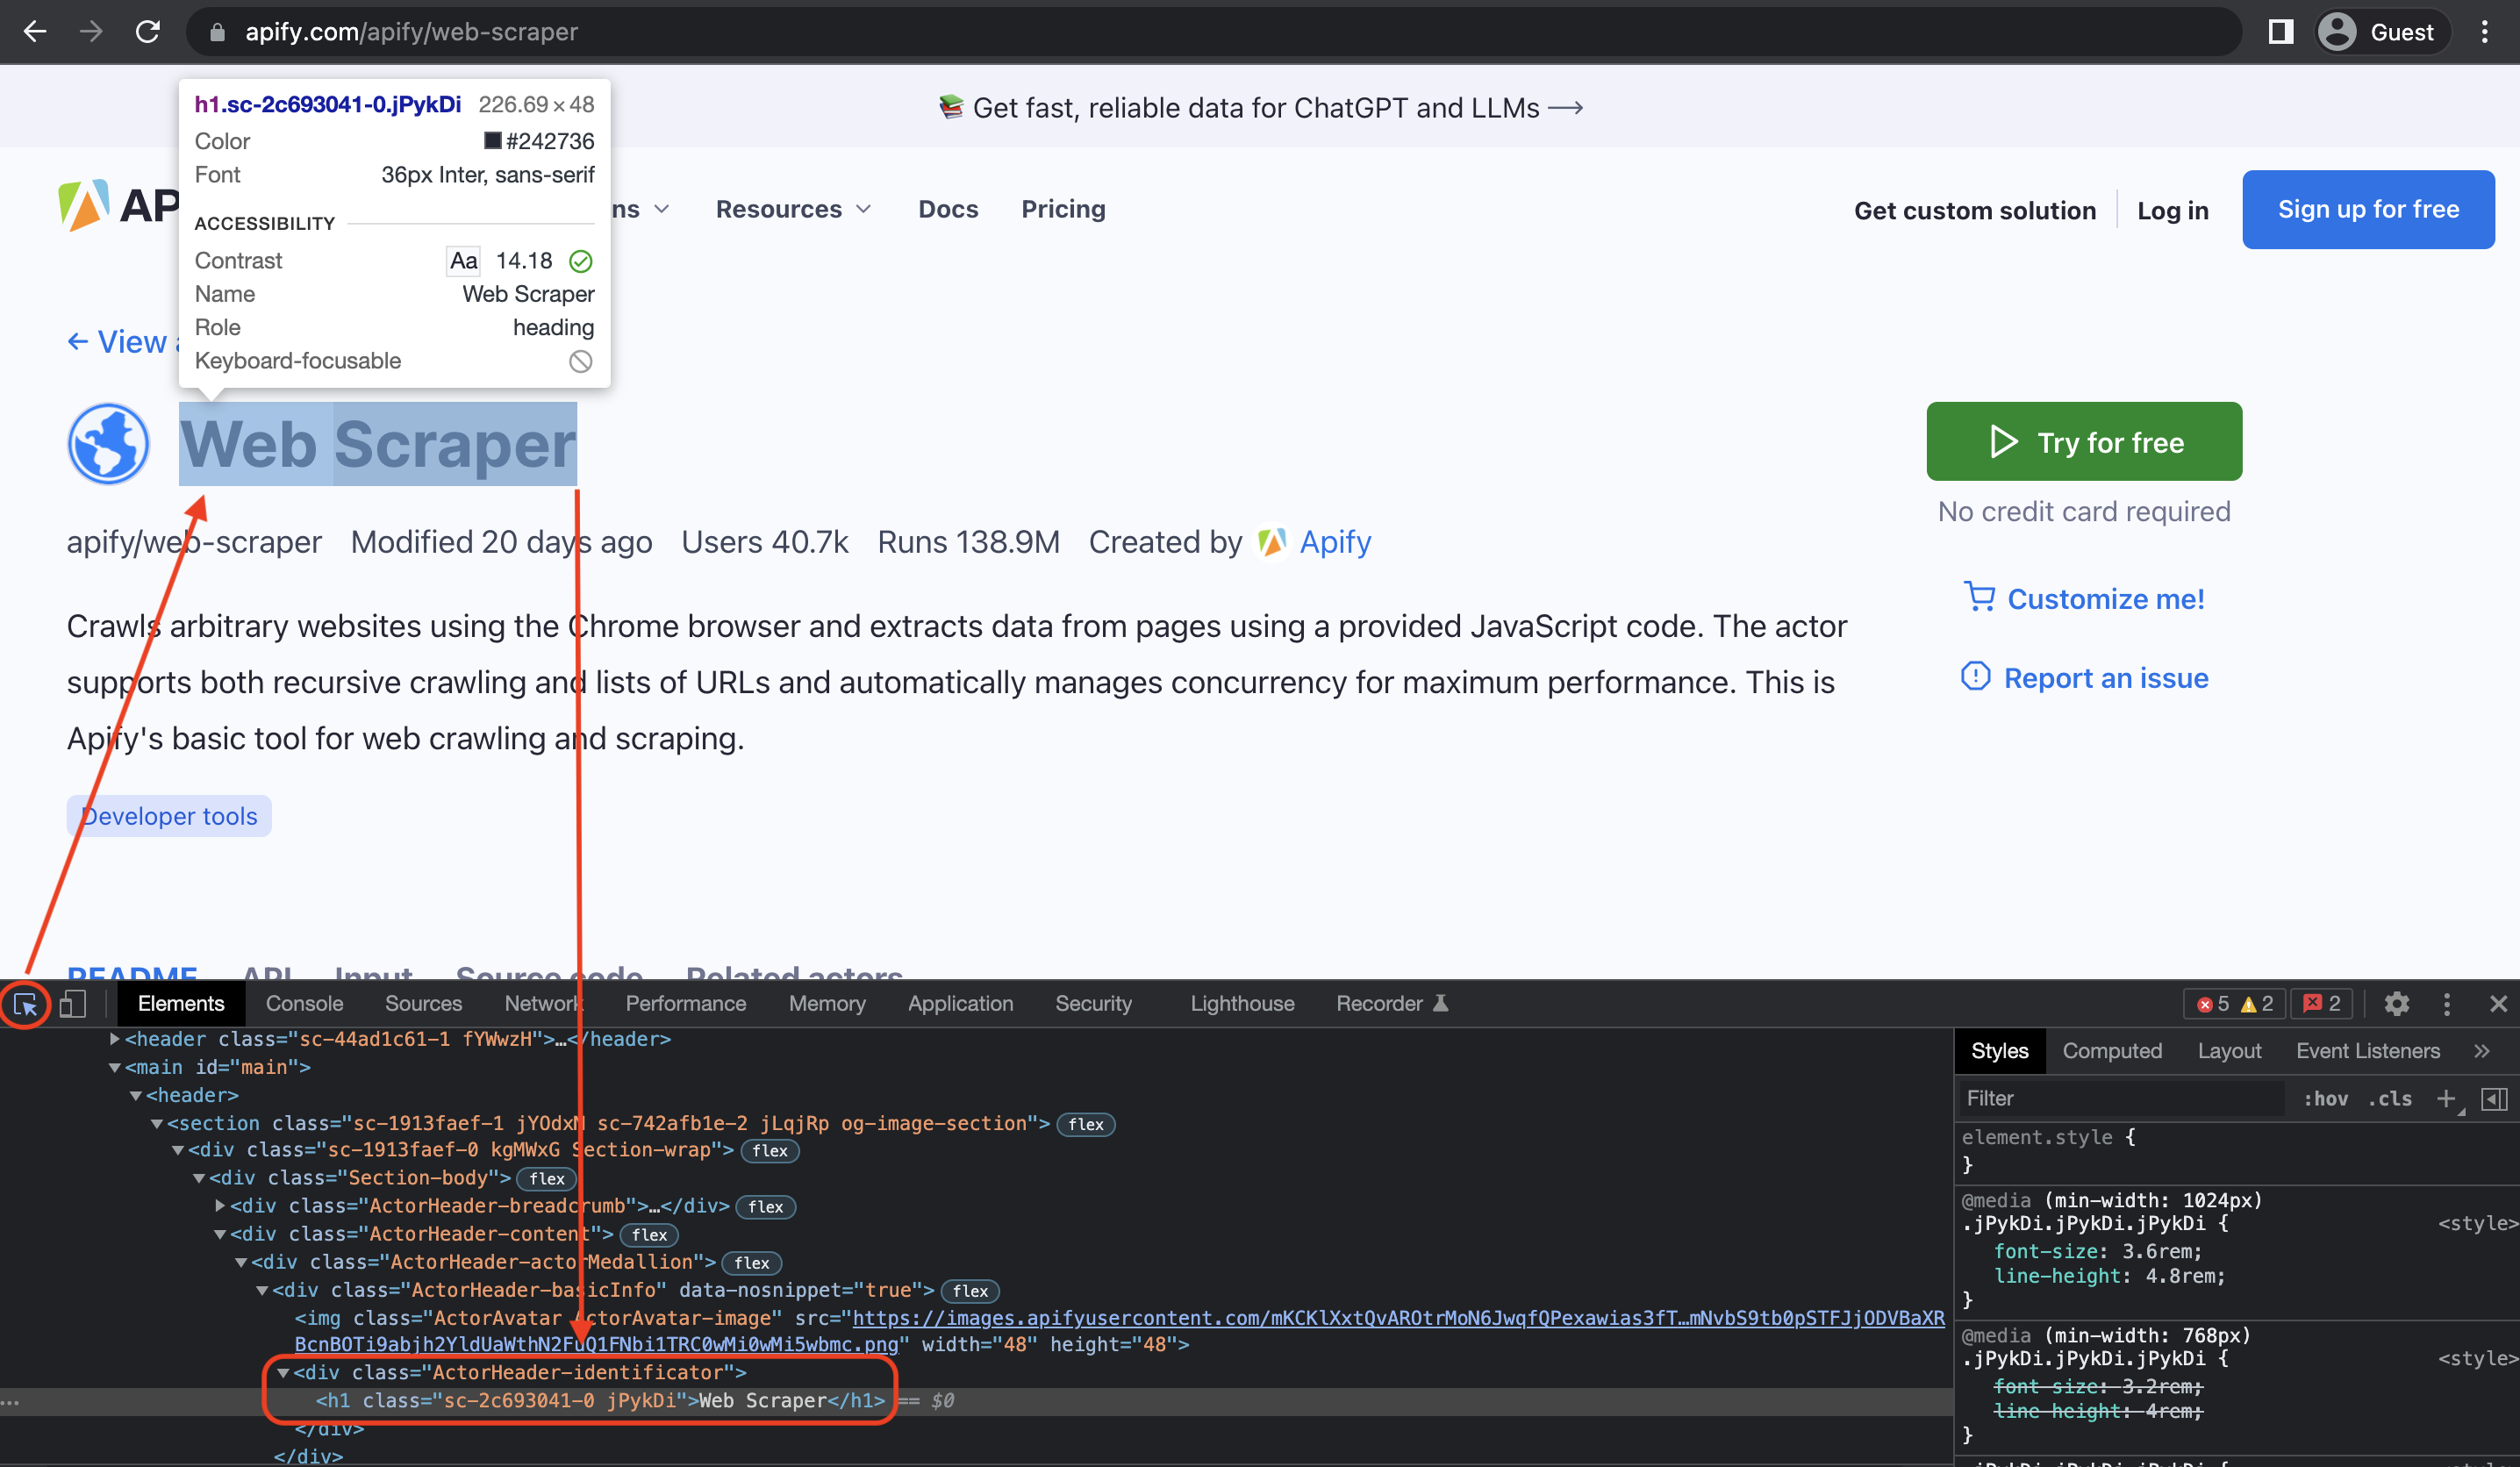 apify.com/apify/web-scraper
Guest
h1.sc-2c693041-0.jPykDi 226.69×48
Color #242736
Font 36px Inter, sans-serif
ACCESSIBILITY
Contrast Aa 14.18
Name Web Scraper
Role heading
Keyboard-focusable
📚 Get fast, reliable data for ChatGPT and LLMs ⟶
AP ns Resources Docs Pricing Get custom solution Log in Sign up for free
← View
Web Scraper
Try for free
No credit card required
apify/web-scraper Modified 20 days ago Users 40.7k Runs 138.9M Created by Apify
Customize me!
Report an issue
Crawls arbitrary websites using the Chrome browser and extracts data from pages using a provided JavaScript code. The actor
supports both recursive crawling and lists of URLs and automatically manages concurrency for maximum performance. This is
Apify's basic tool for web crawling and scraping.
Developer tools
README API Input Source code Related actors
Elements Console Sources Network Performance Memory Application Security Lighthouse Recorder 5 2 2
<header class="sc-44ad1c61-1 fYWwzH">…</header>
<main id="main">
<header>
<section class="sc-1913faef-1 jYOdxN sc-742afb1e-2 jLqjRp og-image-section"> flex
<div class="sc-1913faef-0 kgMWxG Section-wrap"> flex
<div class="Section-body"> flex
<div class="ActorHeader-breadcrumb">…</div> flex
<div class="ActorHeader-content"> flex
<div class="ActorHeader-actorMedallion"> flex
<div class="ActorHeader-basicInfo" data-nosnippet="true"> flex
<img class="ActorAvatar ActorAvatar-image" src="https://images.apifyusercontent.com/mKCKlXxtQvAROtrMoN6JwqfQPexawias3fT…mNvbS9tb0pSTFJjODVBaXR
BcnBOTi9abjh2YldUaWthN2FuQ1FNbi1TRC0wMi0wMi5wbmc.png" width="48" height="48">
<div class="ActorHeader-identificator">
… <h1 class="sc-2c693041-0 jPykDi">Web Scraper</h1> == $0
</div>
</div>
Styles Computed Layout Event Listeners »
Filter :hov .cls +
element.style {
}
@media (min-width: 1024px)
.jPykDi.jPykDi.jPykDi { <style>
font-size: 3.6rem;
line-height: 4.8rem;
}
@media (min-width: 768px)
.jPykDi.jPykDi.jPykDi { <style>
font-size: 3.2rem;
line-height: 4rem;
}
.jPykDi.jPykDi.jPykDi { <style>